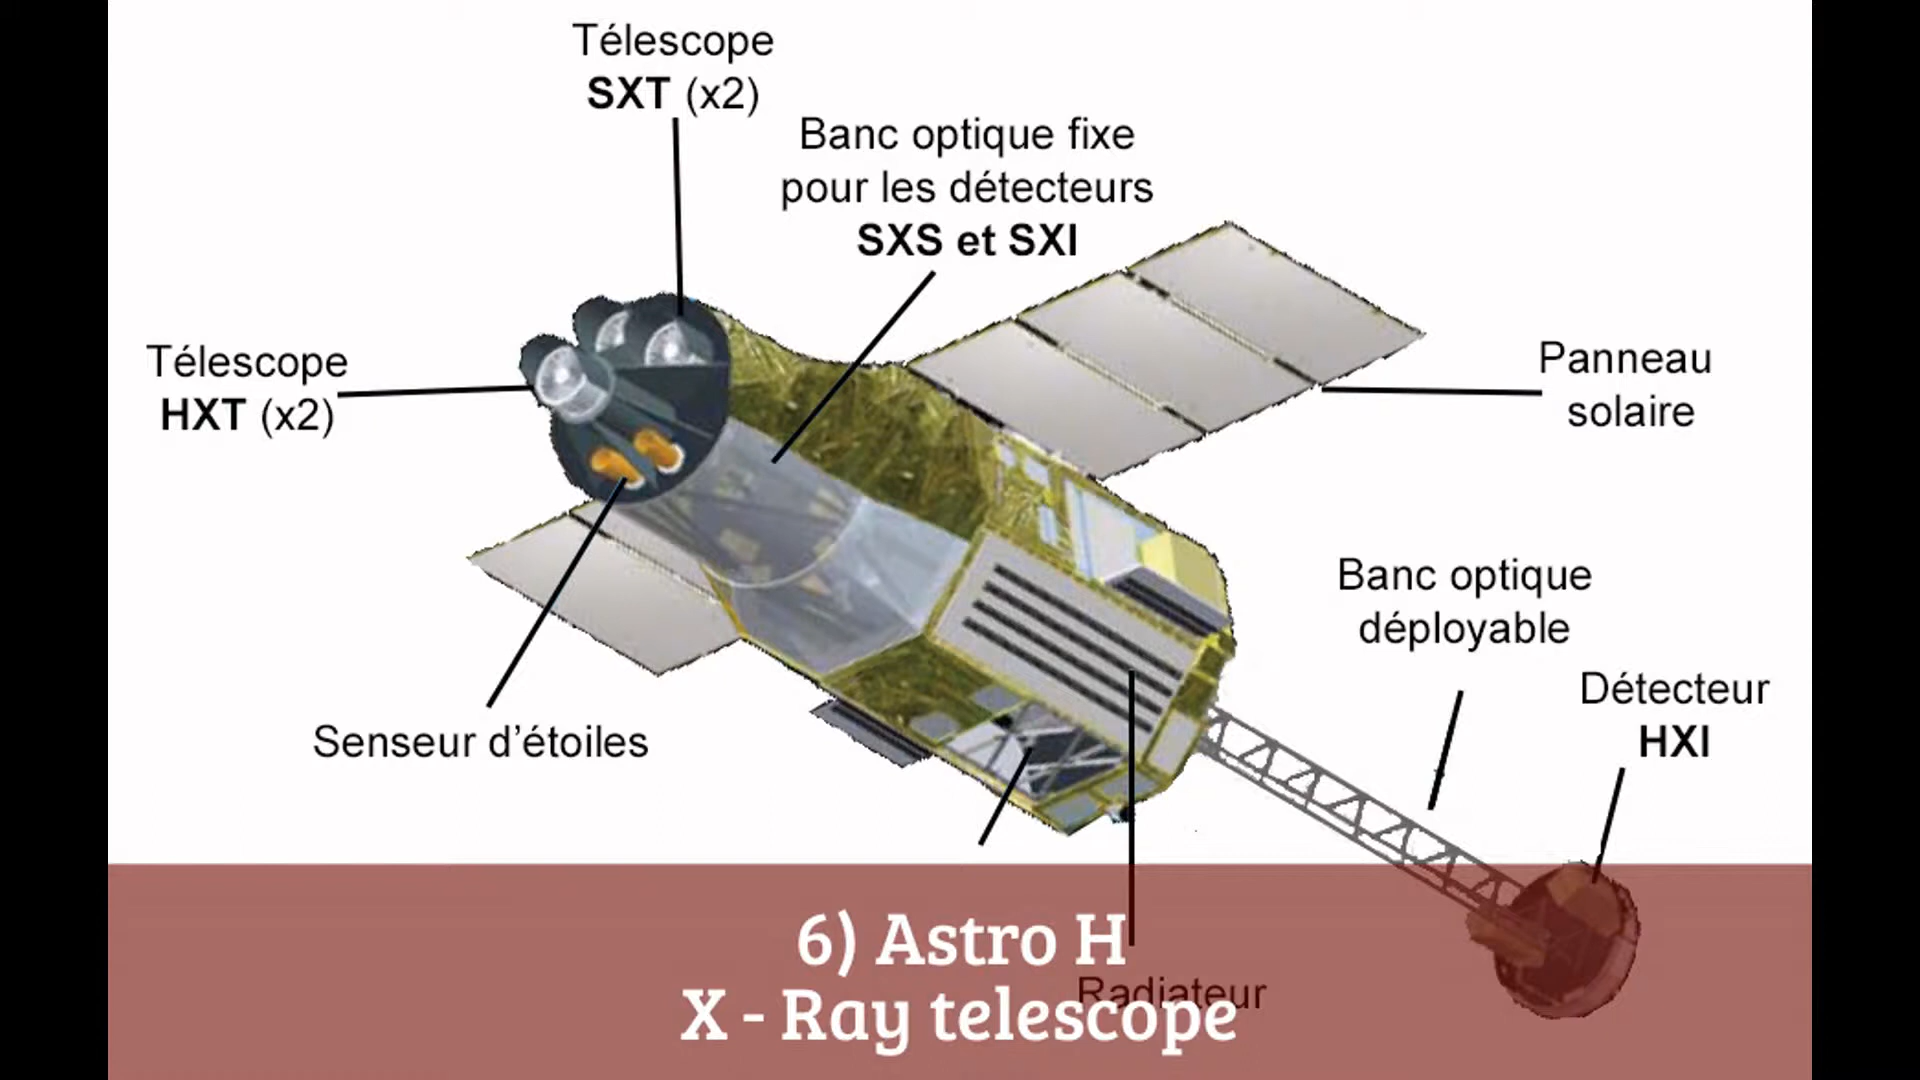 Télescope
SXT (x2)
Banc optique fixe
pour les détecteurs
SXS et SXI
Télescope
HXT (x2)
Panneau
solaire
Banc optique
déployable
Détecteur
HXI
Senseur d’étoiles
6) Astro H
Radiateur
X - Ray telescope